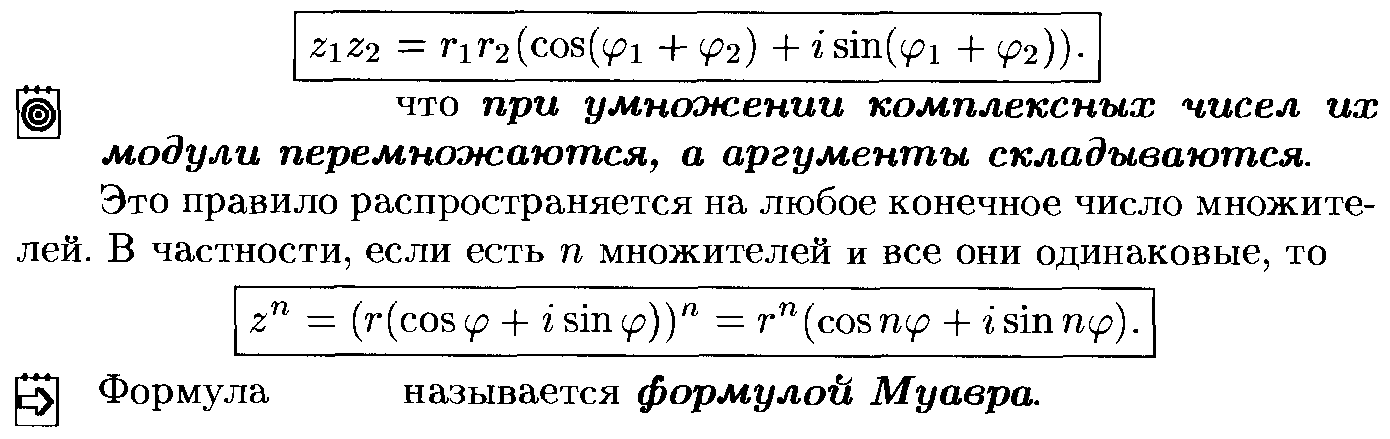 z₁z₂ = r₁r₂(cos(φ₁ + φ₂) + i sin(φ₁ + φ₂)).
что при умножении комплексных чисел их
модули перемножаются, а аргументы складываются.
Это правило распространяется на любое конечное число множите-
лей. В частности, если есть n множителей и все они одинаковые, то
zⁿ = (r(cos φ + i sin φ))ⁿ = rⁿ(cos nφ + i sin nφ).
Формула называется формулой Муавра.